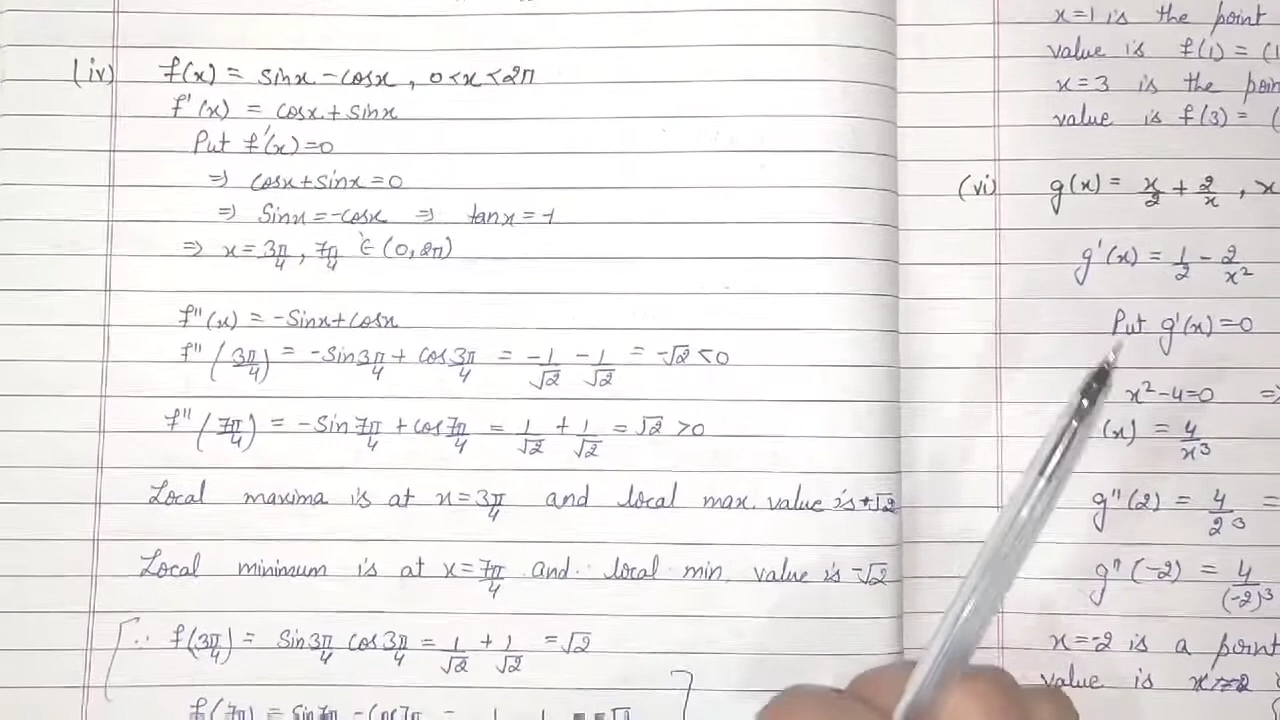 (iv) f(x) = sinx - cosx , 0<x<2π
f'(x) = cosx + sinx
Put f'(x)=0
⇒ cosx+sinx=0
⇒ sinx=-cosx ⇒ tanx=-1
⇒ x=3π/4, 7π/4 ∈ (0,2π)
f''(x) = -sinx+cosx
f''(3π/4) = -sin3π/4 + cos3π/4 = -1/√2 - 1/√2 = -√2 <0
f''(7π/4) = -sin7π/4 + cos7π/4 = 1/√2 + 1/√2 = √2 >0
Local maxima is at x=3π/4 and local max. value is +√2
Local minimum is at x=7π/4 and local min. value is -√2
[∵ f(3π/4) = sin3π/4 cos3π/4 = 1/√2 + 1/√2 = √2
f(7π = sin7π -cos7π =
x=1 is the point
value is f(1) = (1
x=3 is the poin
value is f(3) = (
(vi) g(x) = x/2 + 2/x , x
g'(x) = 1/2 - 2/x²
Put g'(x)=0
x²-4=0 ⇒
(x) = 4/x³
g''(2) = 4/2³ =
g''(-2) = 4/(-2)³
x=-2 is a point
value is